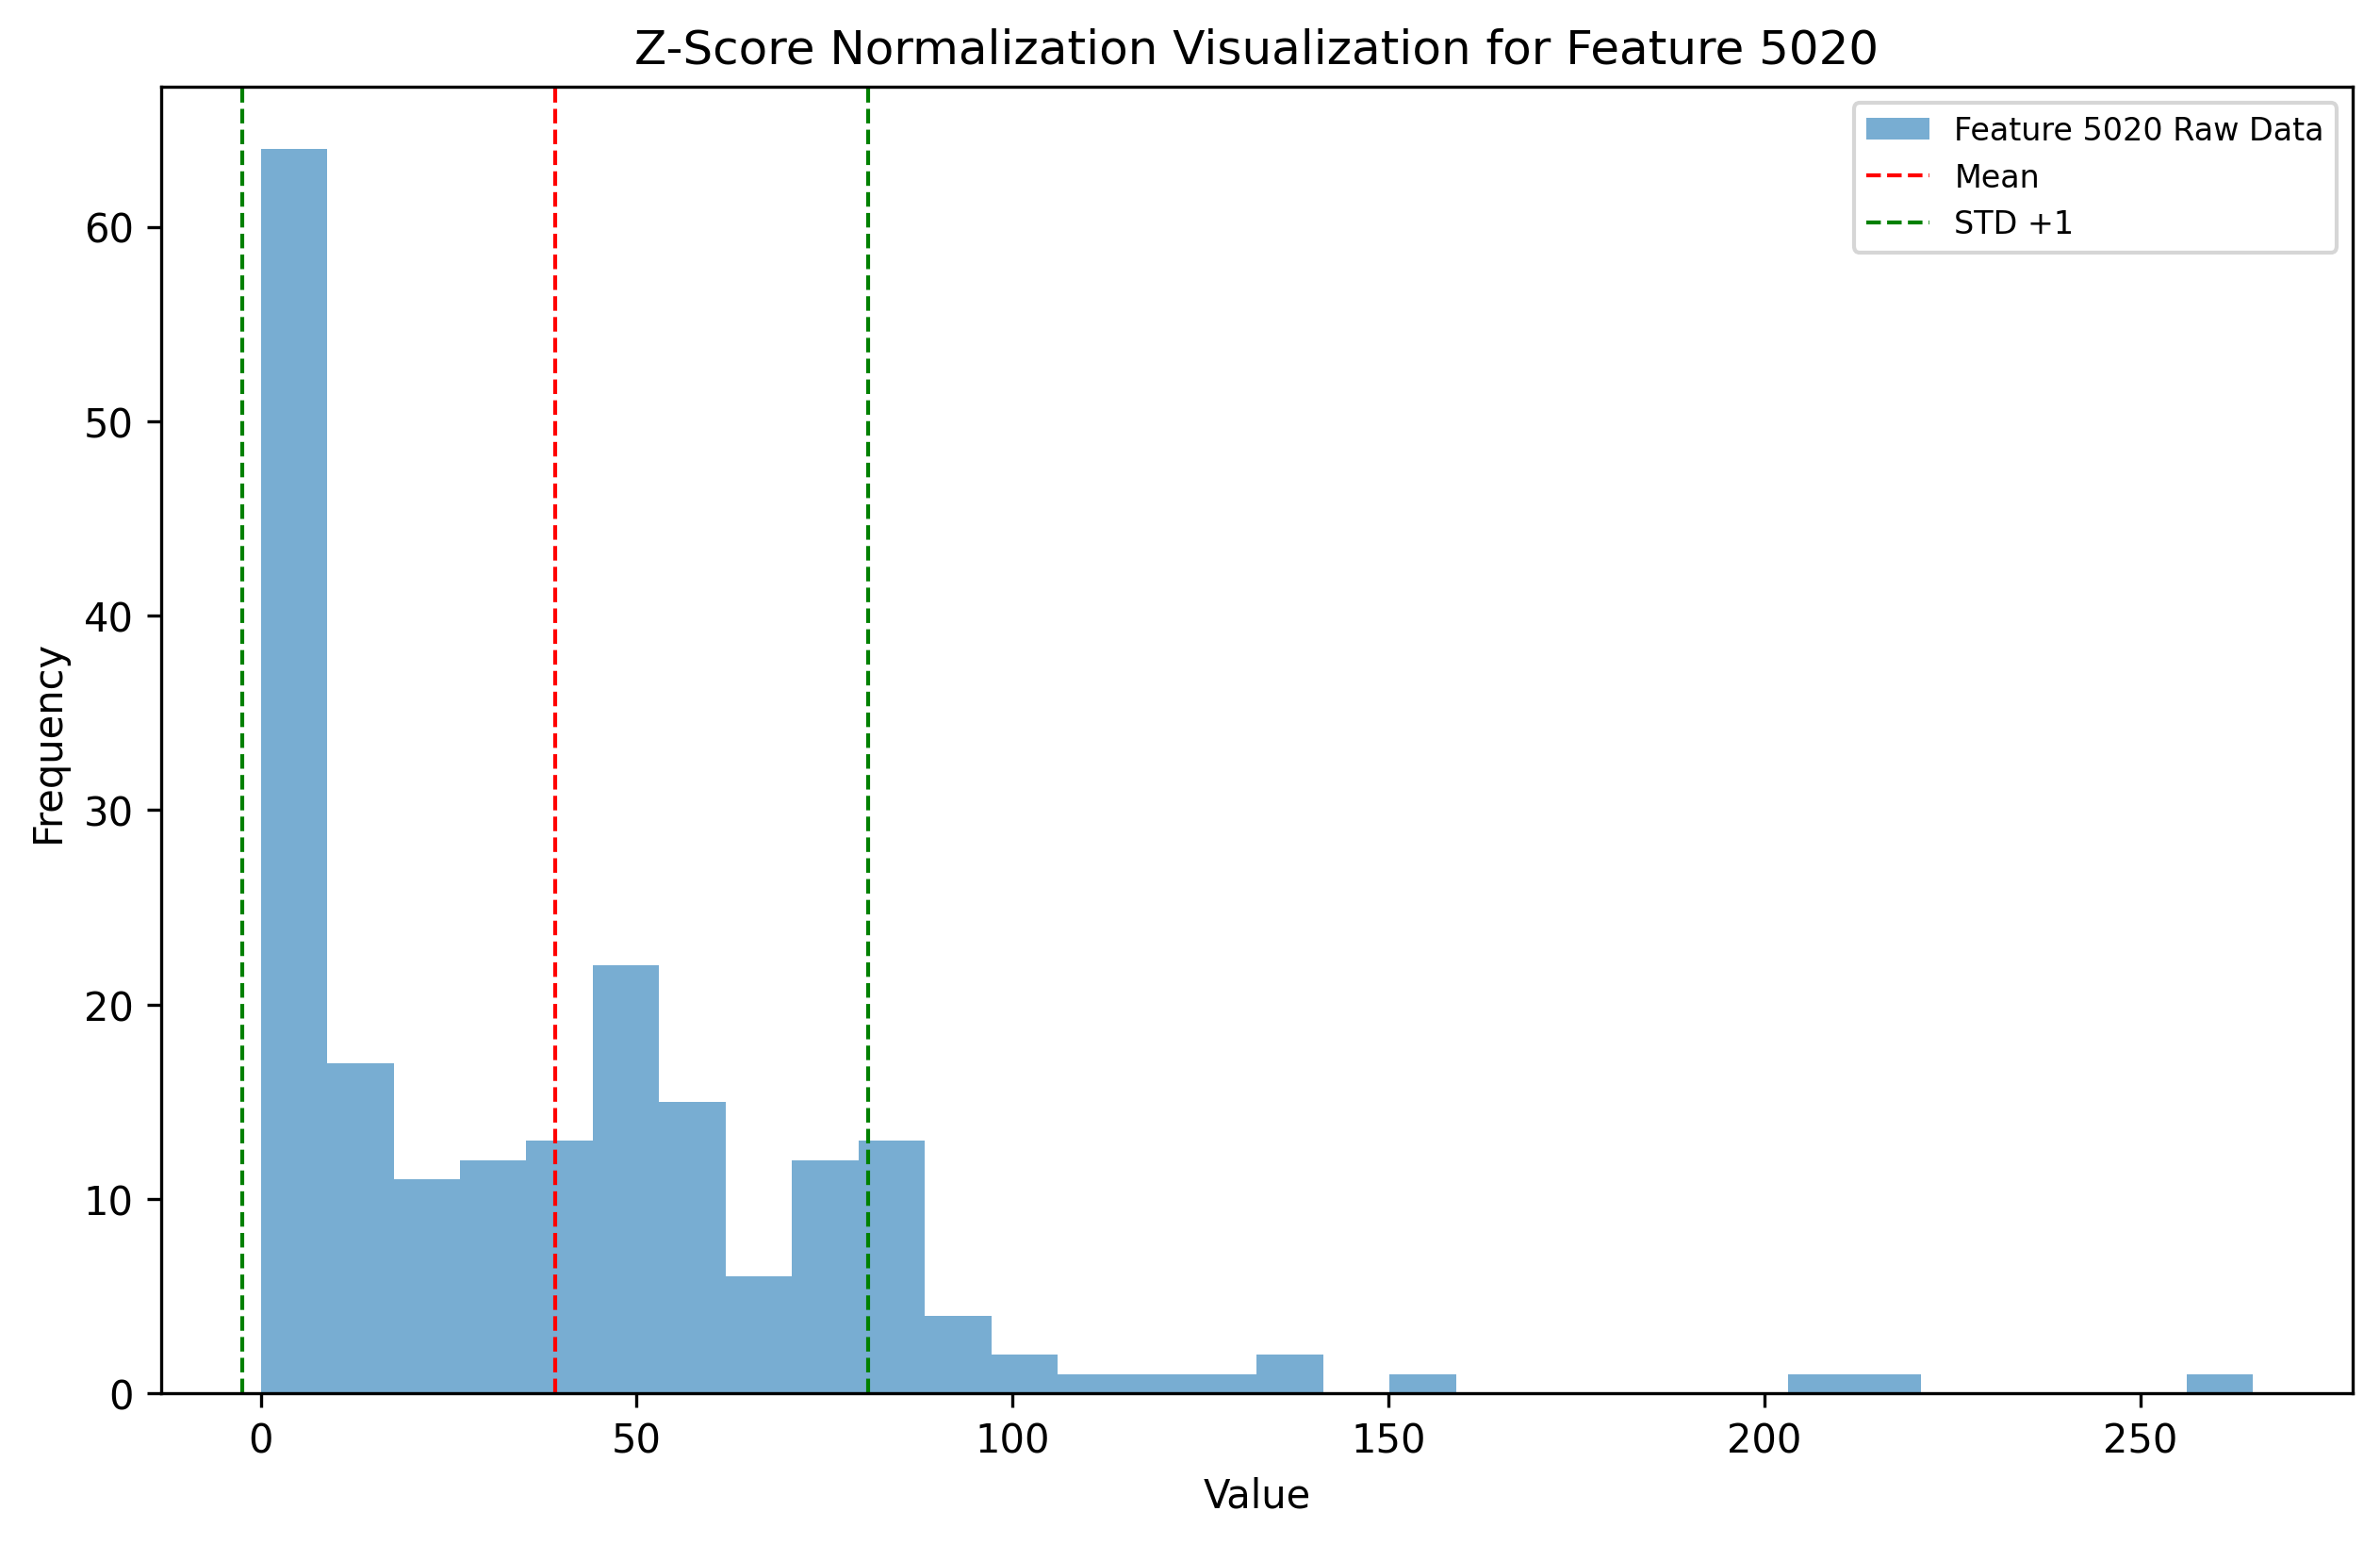 Z-Score Normalization Visualization for Feature 5020
Feature 5020 Raw Data
Mean
STD +1
60
50
40
30
20
10
0
Frequency
0 50 100 150 200 250
Value